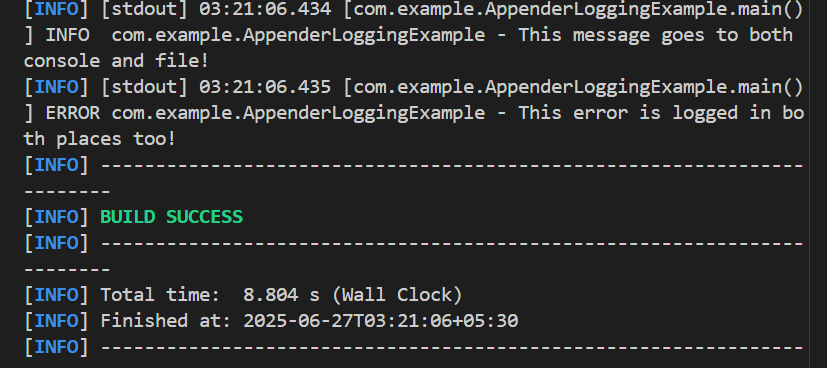 [INFO] [stdout] 03:21:06.434 [com.example.AppenderLoggingExample.main()
] INFO  com.example.AppenderLoggingExample - This message goes to both 
console and file!
[INFO] [stdout] 03:21:06.435 [com.example.AppenderLoggingExample.main()
] ERROR com.example.AppenderLoggingExample - This error is logged in bo
th places too!
[INFO] ----------------------------------------------------------------
--------
[INFO] BUILD SUCCESS
[INFO] ----------------------------------------------------------------
--------
[INFO] Total time:  8.804 s (Wall Clock)
[INFO] Finished at: 2025-06-27T03:21:06+05:30
[INFO] ----------------------------------------------------------------